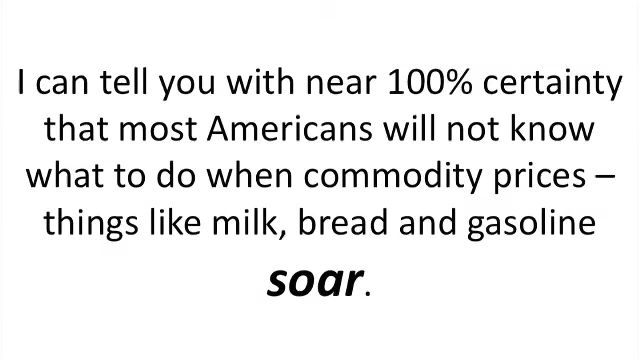 I can tell you with near 100% certainty
that most Americans will not know
what to do when commodity prices –
things like milk, bread and gasoline
soar.